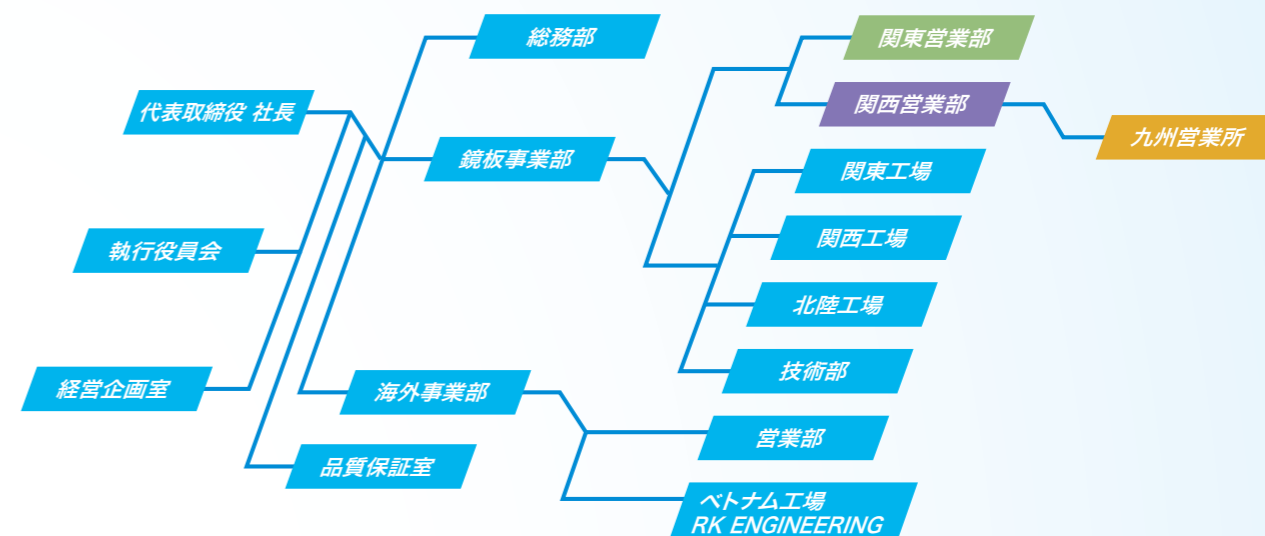 総務部
関東営業部
代表取締役 社長
関西営業部
九州営業所
鏡板事業部
関東工場
執行役員会
関西工場
北陸工場
経営企画室
海外事業部
技術部
営業部
品質保証室
ベトナム工場
RK ENGINEERING